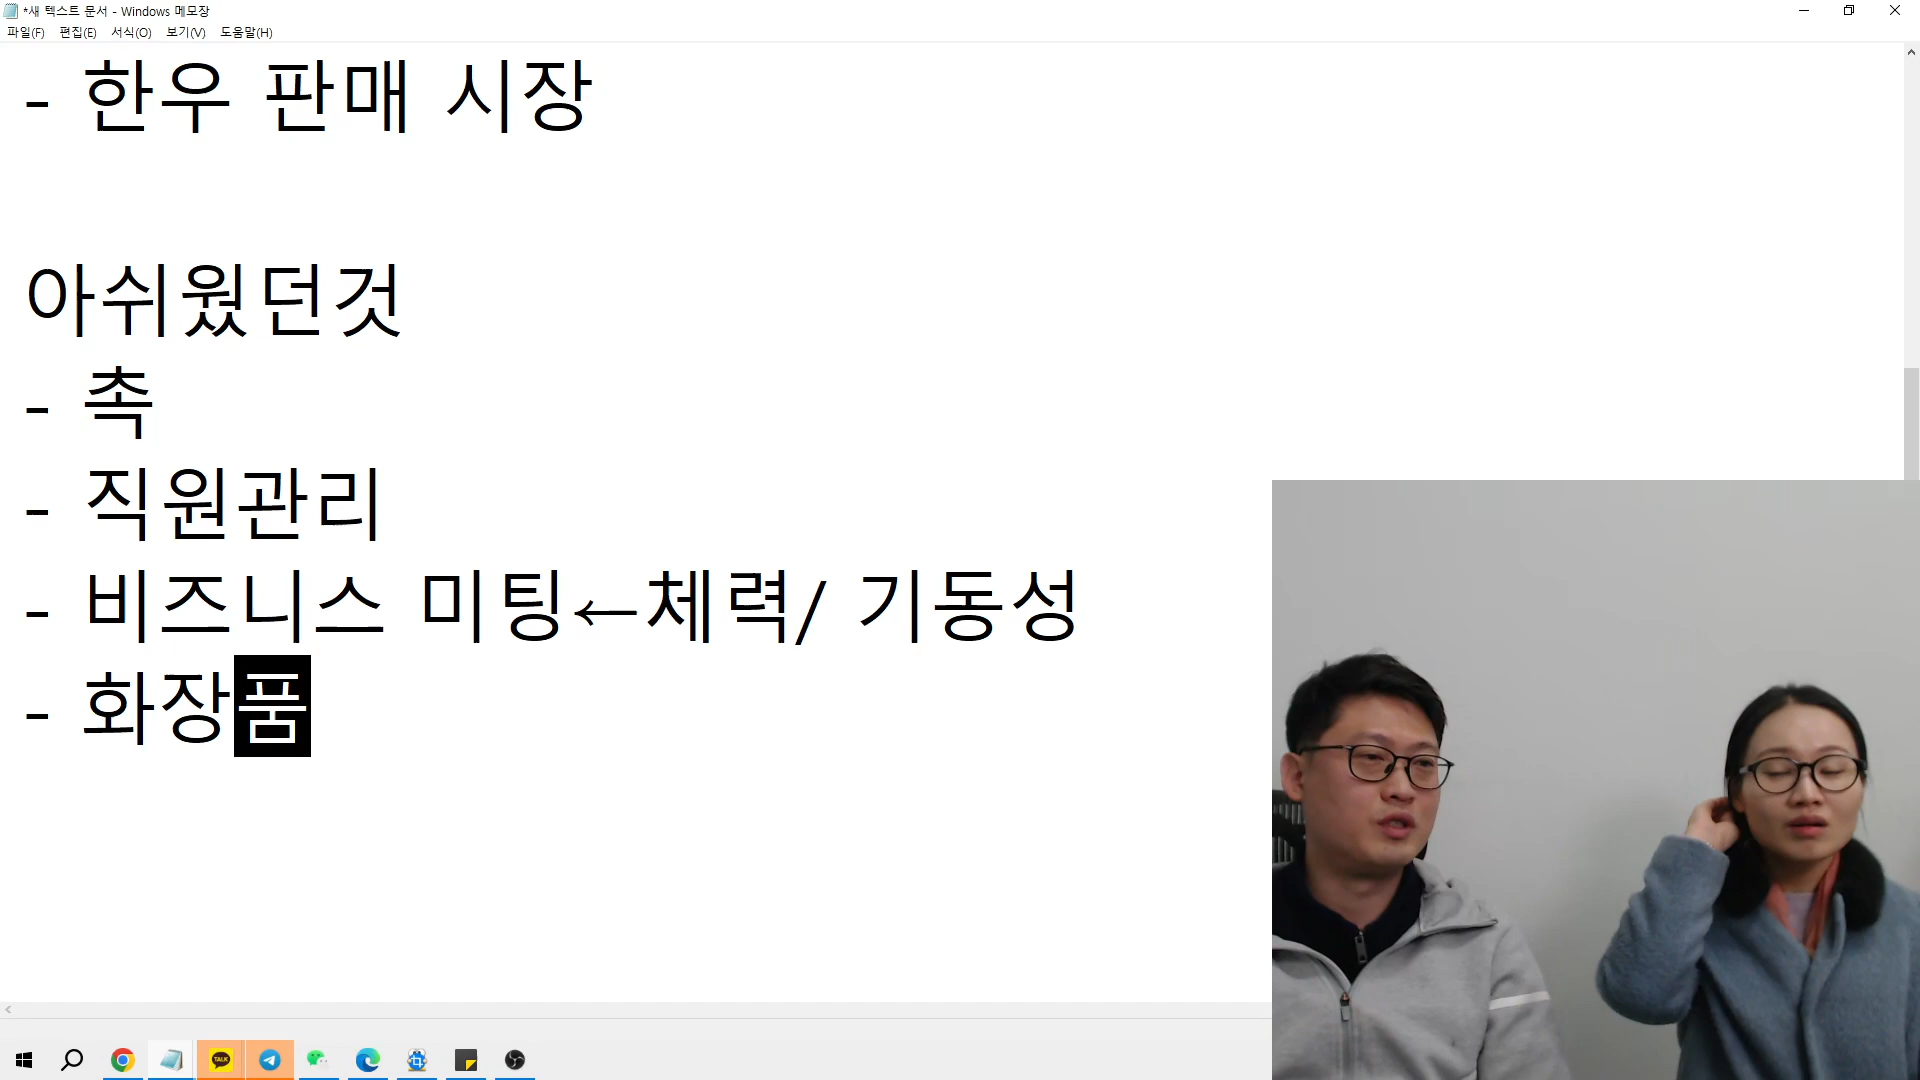 *새 텍스트 문서 - Windows 메모장
파일(F) 편집(E) 서식(O) 보기(V) 도움말(H)
- 한우 판매 시장
아쉬웠던것
- 촉
- 직원관리
- 비즈니스 미팅←체력/ 기동성
- 화장품
TALK